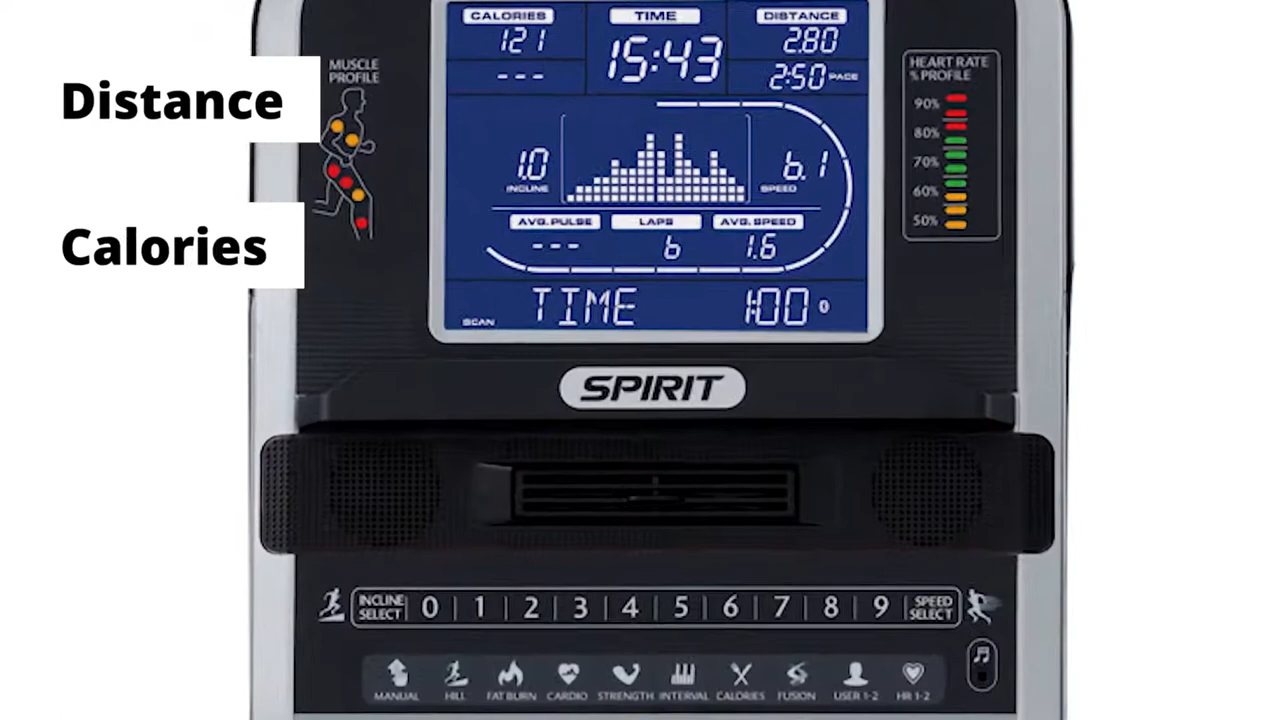 CALORIES TIME DISTANCE
121 15:43 2.80
--- 2:50 PACE
MUSCLE
PROFILE
Distance
Calories
HEART RATE
% PROFILE
90%
80%
70%
60%
50%
1.0
INCLINE
6.1
SPEED
AVG. PULSE LAPS AVG. SPEED
--- 6 1.6
SCAN TIME 1:00 0
SPIRIT
INCLINE
SELECT
0 1 2 3 4 5 6 7 8 9
SPEED
SELECT
MANUAL HILL FAT BURN CARDIO STRENGTH INTERVAL CALORIES FUSION USER 1-2 HR 1-2